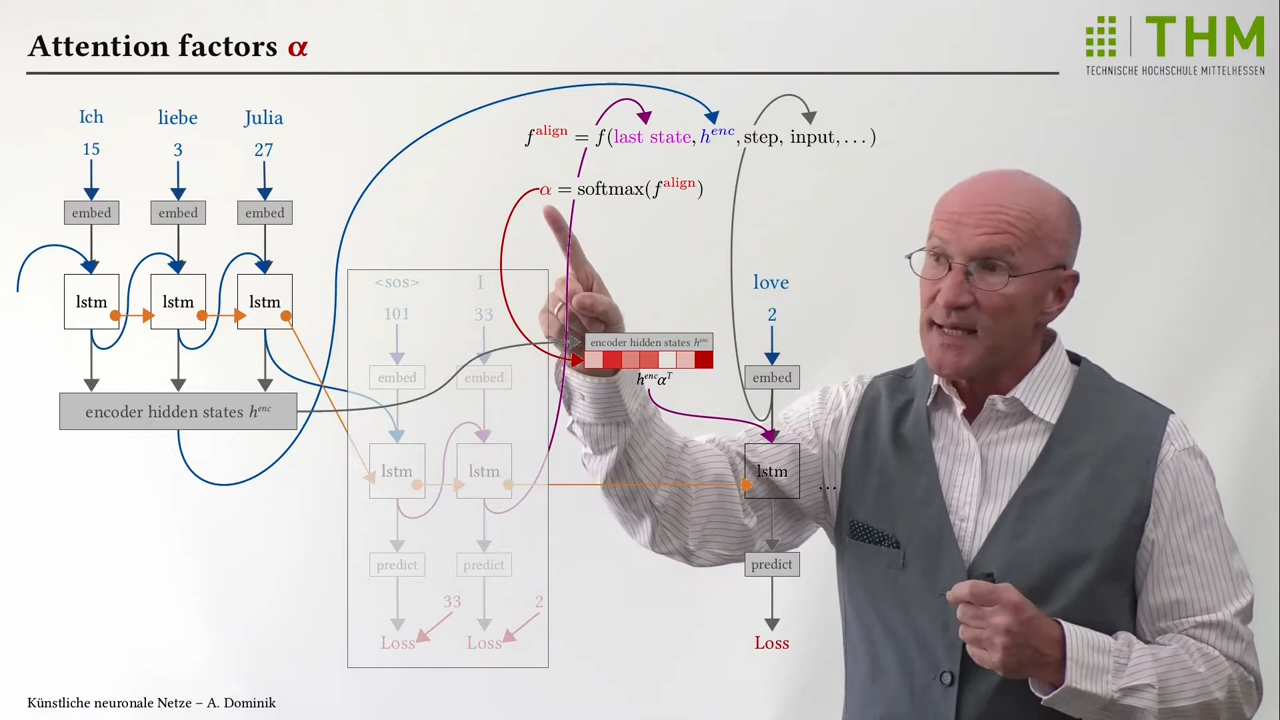 Attention factors α
THM
TECHNISCHE HOCHSCHULE MITTELHESSEN
Ich liebe Julia
15 3 27
embed embed embed
lstm lstm lstm
encoder hidden states h^enc
f^align = f(last state, h^enc, step, input, . . . )
α = softmax(f^align)
<sos> I
101 33
embed embed
lstm lstm
predict predict
33 2
Loss Loss
encoder hidden states h^enc
h^enc α^T
love
2
embed
lstm ...
predict
Loss
Künstliche neuronale Netze – A. Dominik